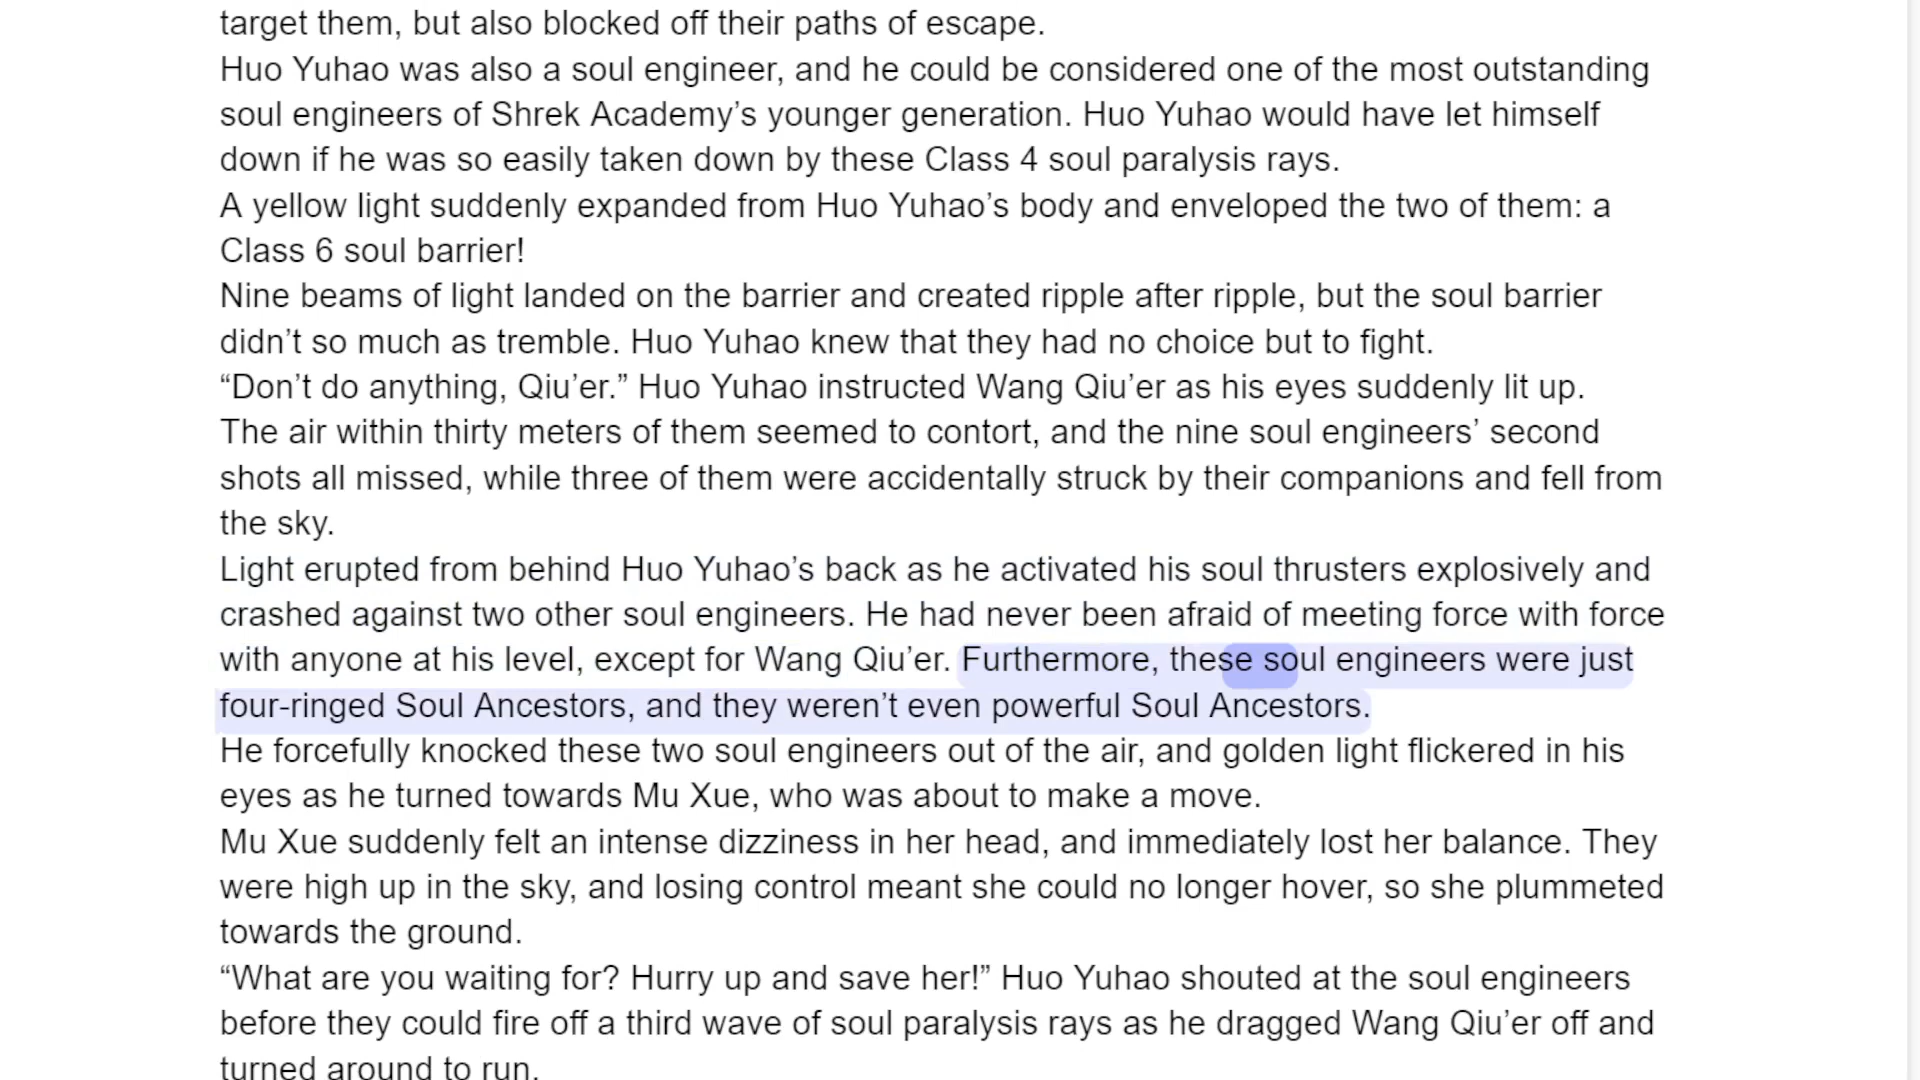 target them, but also blocked off their paths of escape.
Huo Yuhao was also a soul engineer, and he could be considered one of the most outstanding
soul engineers of Shrek Academy’s younger generation. Huo Yuhao would have let himself
down if he was so easily taken down by these Class 4 soul paralysis rays.
A yellow light suddenly expanded from Huo Yuhao’s body and enveloped the two of them: a
Class 6 soul barrier!
Nine beams of light landed on the barrier and created ripple after ripple, but the soul barrier
didn’t so much as tremble. Huo Yuhao knew that they had no choice but to fight.
“Don’t do anything, Qiu’er.” Huo Yuhao instructed Wang Qiu’er as his eyes suddenly lit up.
The air within thirty meters of them seemed to contort, and the nine soul engineers’ second
shots all missed, while three of them were accidentally struck by their companions and fell from
the sky.
Light erupted from behind Huo Yuhao’s back as he activated his soul thrusters explosively and
crashed against two other soul engineers. He had never been afraid of meeting force with force
with anyone at his level, except for Wang Qiu’er. Furthermore, these soul engineers were just
four-ringed Soul Ancestors, and they weren’t even powerful Soul Ancestors.
He forcefully knocked these two soul engineers out of the air, and golden light flickered in his
eyes as he turned towards Mu Xue, who was about to make a move.
Mu Xue suddenly felt an intense dizziness in her head, and immediately lost her balance. They
were high up in the sky, and losing control meant she could no longer hover, so she plummeted
towards the ground.
“What are you waiting for? Hurry up and save her!” Huo Yuhao shouted at the soul engineers
before they could fire off a third wave of soul paralysis rays as he dragged Wang Qiu’er off and
turned around to run.